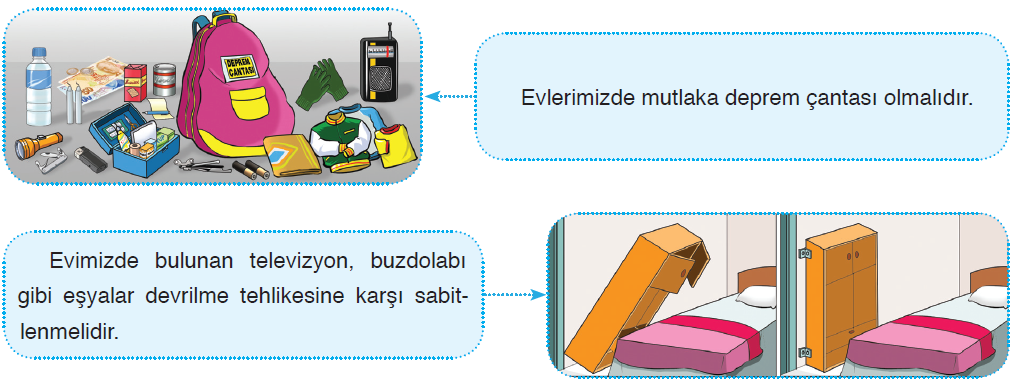 DEPREM
ÇANTASI
Evlerimizde mutlaka deprem çantası olmalıdır.
Evimizde bulunan televizyon, buzdolabı
gibi eşyalar devrilme tehlikesine karşı sabit-
lenmelidir.